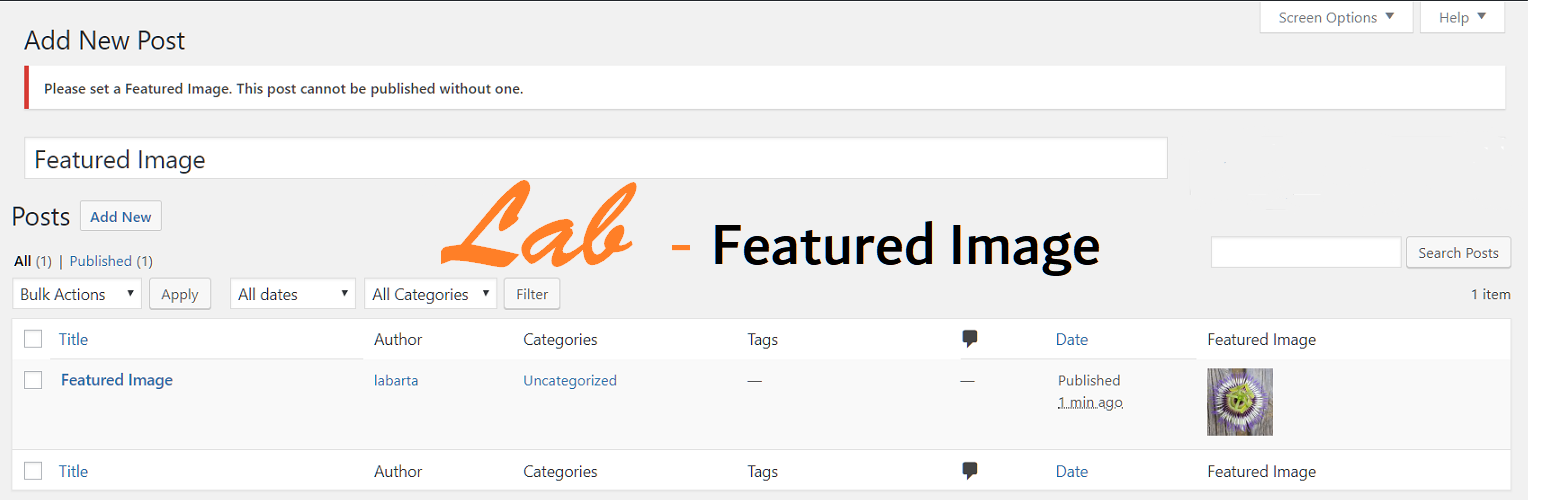 Screen Options Help
Add New Post
Please set a Featured Image. This post cannot be published without one.
Featured Image
Lab - Featured Image
Posts Add New
All (1) | Published (1)
Search Posts
Bulk Actions Apply All dates All Categories Filter 1 item
Title Author Categories Tags Date Featured Image
Featured Image labarta Uncategorized — — Published
1 min ago
Title Author Categories Tags Date Featured Image